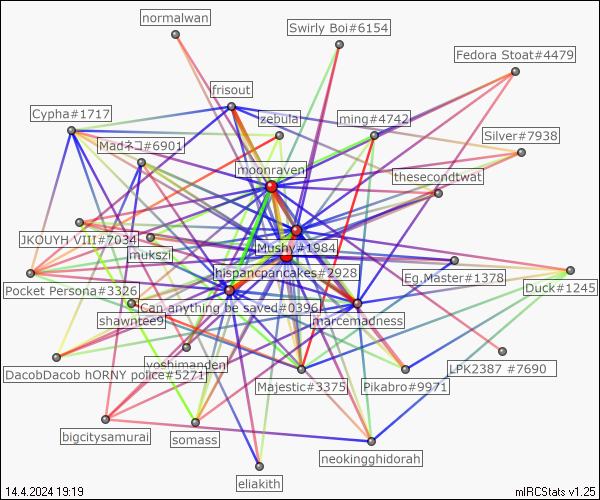 normalwan
Swirly Boi#6154
Fedora Stoat#4479
frisout
Cypha#1717
zebula
ming#4742
Madネコ#6901
Silver#7938
moonraven
thesecondtwat
JKOUYH VIII#7034
Mushy#1984
mukszi
hispancpancakes#2928
Eg.Master#1378
Pocket Persona#3326
Duck#1245
Can anything be saved#0396
shawntee9
marcemadness
yoshimanden
LPK2387 #7690
DacobDacob hORNY police#5271
Majestic#3375
Pikabro#9971
bigcitysamurai
somass
neokingghidorah
eliakith
14.4.2024 19:19
mIRCStats v1.25